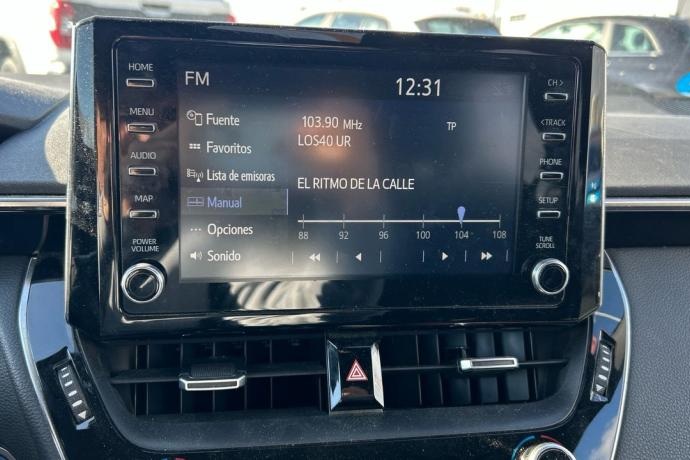 HOME
MENU
AUDIO
MAP
POWER
VOLUME
FM
12:31
Fuente
Favoritos
Lista de emisoras
Manual
Opciones
Sonido
103.90 MHz
TP
LOS40 UR
EL RITMO DE LA CALLE
88 92 96 100 104 108
CH >
< TRACK
PHONE
SETUP
TUNE
SCROLL